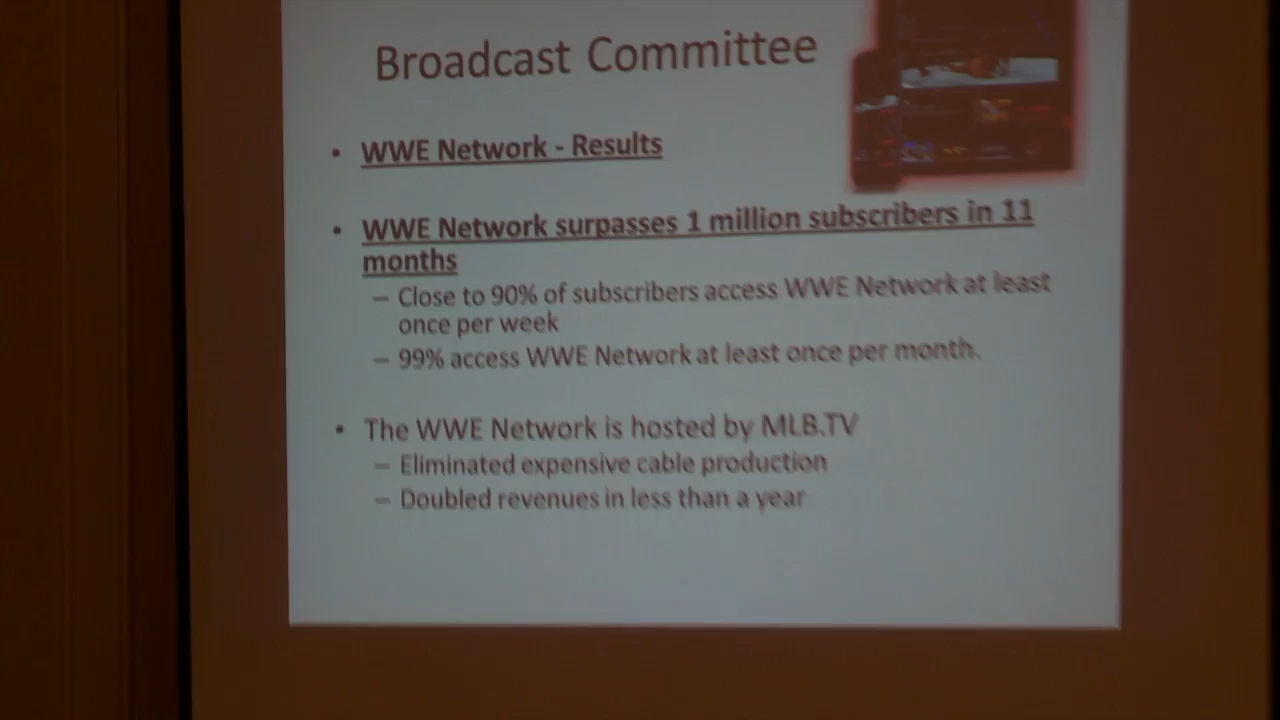 Broadcast Committee
• WWE Network - Results
• WWE Network surpasses 1 million subscribers in 11
months
– Close to 90% of subscribers access WWE Network at least
once per week
– 99% access WWE Network at least once per month.
• The WWE Network is hosted by MLB.TV
– Eliminated expensive cable production
– Doubled revenues in less than a year